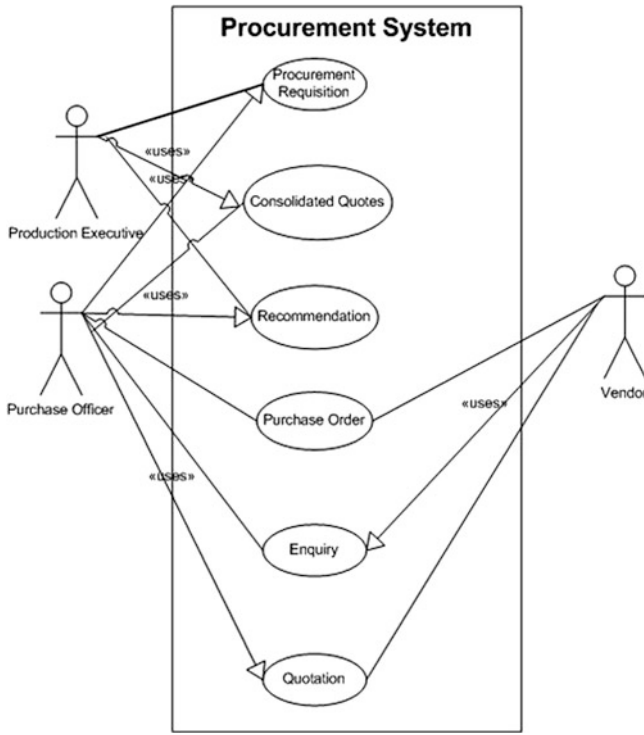 Procurement System
Procurement
Requisition
«uses»
«uses»
Consolidated Quotes
Production Executive
«uses»
Recommendation
Purchase Officer
Purchase Order
«uses»
Vendor
«uses»
Enquiry
Quotation